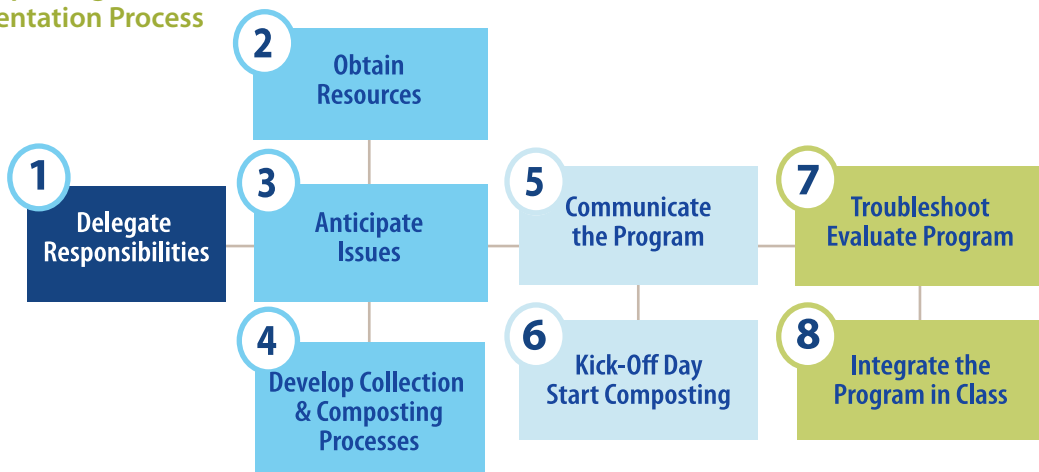 entation Process
1
Delegate
Responsibilities
2
Obtain
Resources
3
Anticipate
Issues
4
Develop Collection
& Composting
Processes
5
Communicate
the Program
6
Kick-Off Day
Start Composting
7
Troubleshoot
Evaluate Program
8
Integrate the
Program in Class